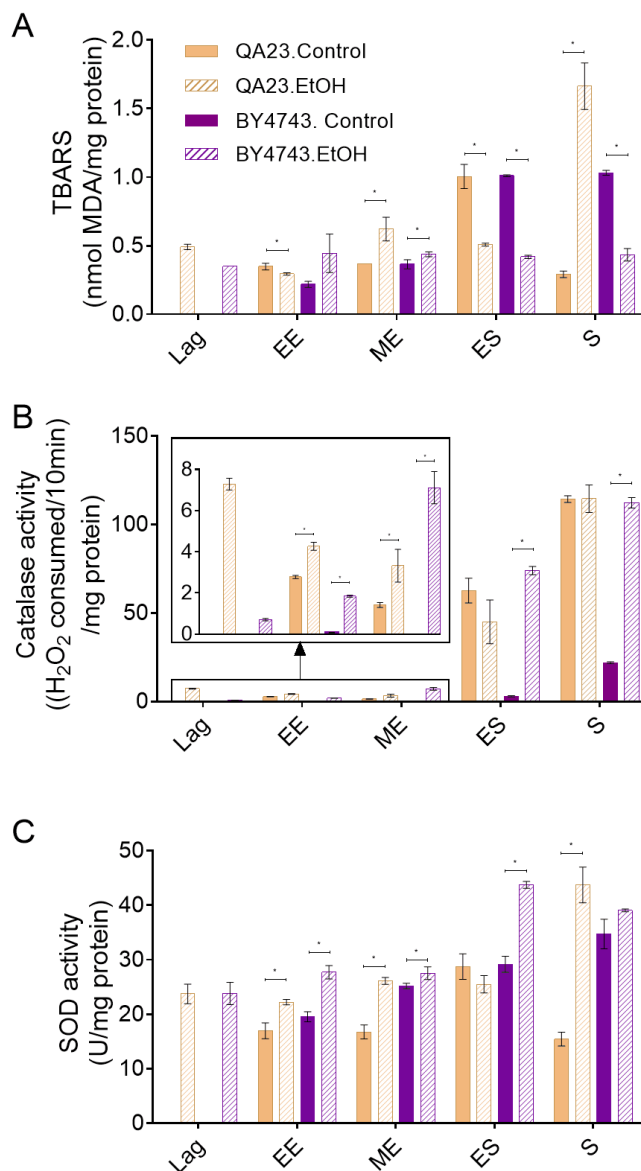 A
TBARS
(nmol MDA/mg protein)
2.0
1.5
1.0
0.5
0.0
QA23.Control
QA23.EtOH
BY4743. Control
BY4743.EtOH
* * * * * * *
Lag EE ME ES S
B
Catalase activity
((H₂O₂ consumed/10min)
/mg protein)
150
100
50
0
8
6
4
2
0
* * * * * * 
Lag EE ME ES S
C
SOD activity
(U/mg protein)
50
40
30
20
10
0
* * * * * *
Lag EE ME ES S